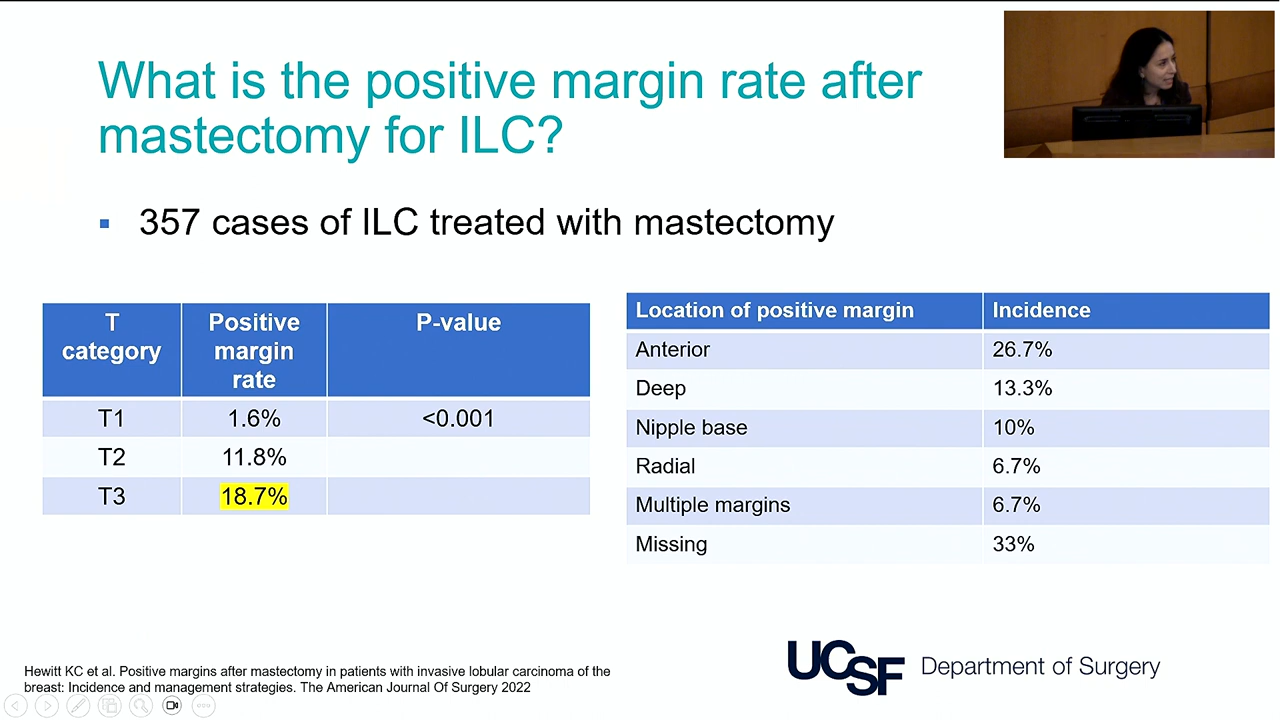 What is the positive margin rate after
mastectomy for ILC?
▪ 357 cases of ILC treated with mastectomy
T category Positive margin rate P-value
T1 1.6% <0.001
T2 11.8%
T3 18.7%
Location of positive margin Incidence
Anterior 26.7%
Deep 13.3%
Nipple base 10%
Radial 6.7%
Multiple margins 6.7%
Missing 33%
Hewitt KC et al. Positive margins after mastectomy in patients with invasive lobular carcinoma of the
breast: Incidence and management strategies. The American Journal Of Surgery 2022
UCSF Department of Surgery